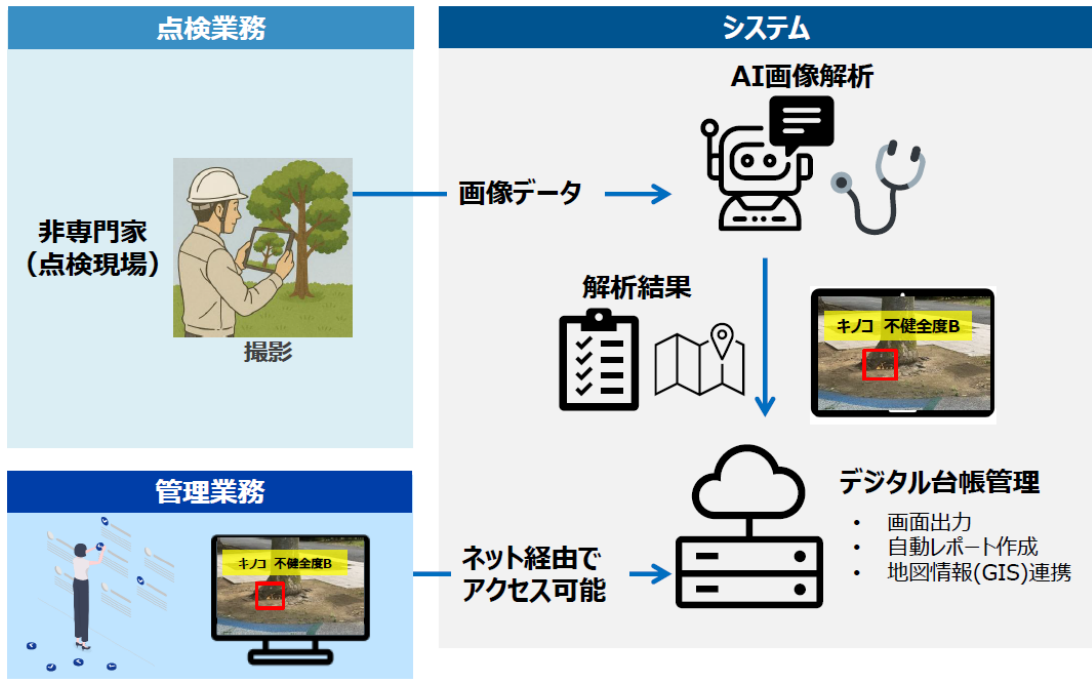 点検業務
非専門家
（点検現場）
撮影
システム
AI画像解析
画像データ
解析結果
キノコ 不健全度B
デジタル台帳管理
• 画面出力
• 自動レポート作成
• 地図情報(GIS)連携
管理業務
キノコ 不健全度B
ネット経由で
アクセス可能